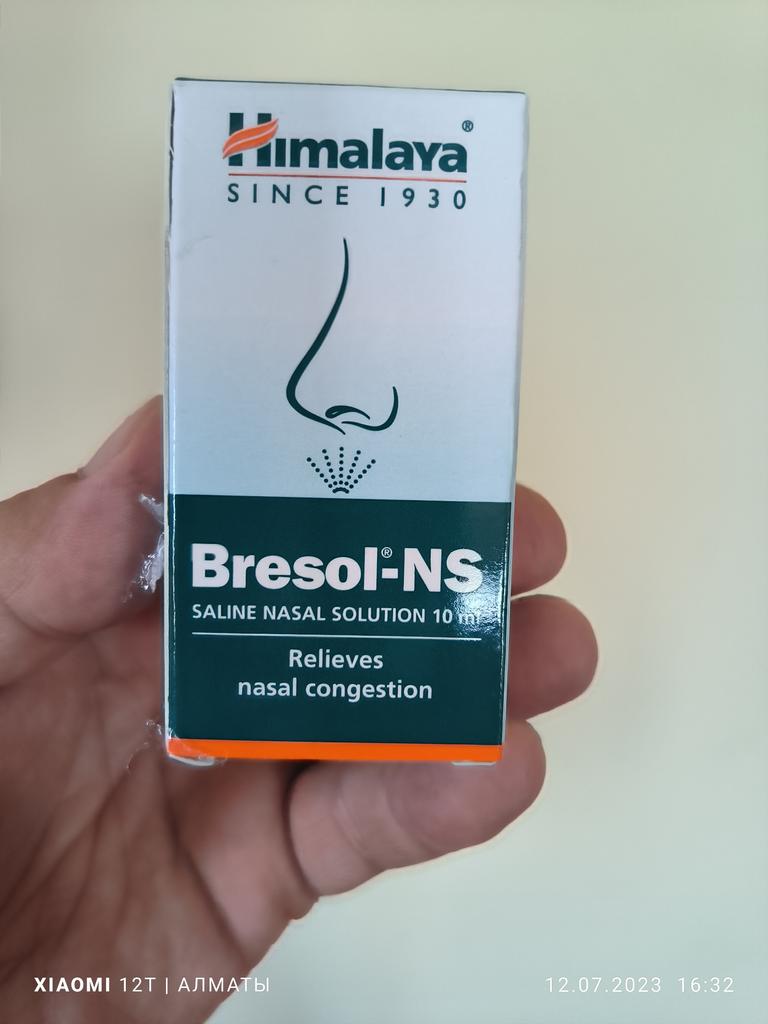 Himalaya®
SINCE 1930
Bresol®-NS
SALINE NASAL SOLUTION 10 ml
Relieves
nasal congestion
XIAOMI 12T | АЛМАТЫ
12.07.2023 16:32